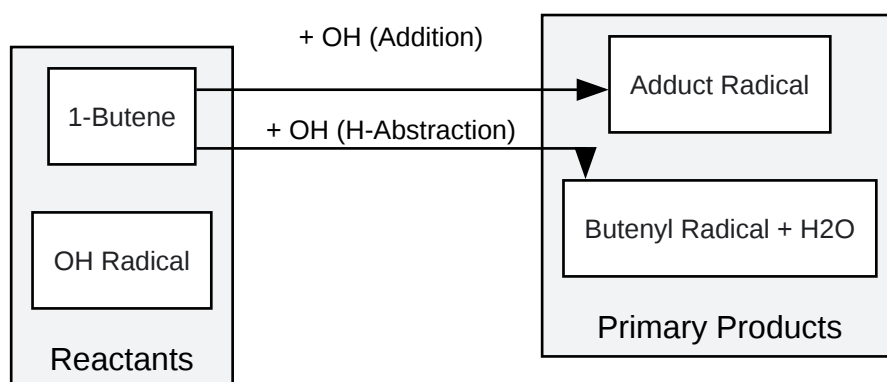 + OH (Addition)
1-Butene
Adduct Radical
+ OH (H-Abstraction)
OH Radical
Butenyl Radical + H2O
Reactants
Primary Products